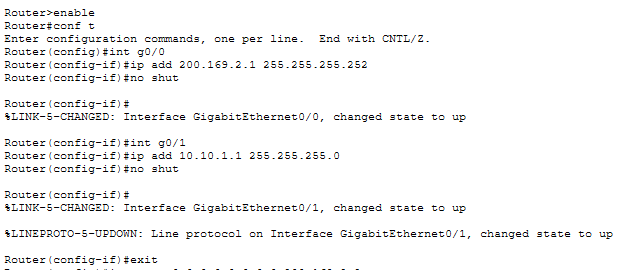 Router>enable
Router#conf t
Enter configuration commands, one per line.  End with CNTL/Z.
Router(config)#int g0/0
Router(config-if)#ip add 200.169.2.1 255.255.255.252
Router(config-if)#no shut
Router(config-if)#
%LINK-5-CHANGED: Interface GigabitEthernet0/0, changed state to up
Router(config-if)#int g0/1
Router(config-if)#ip add 10.10.1.1 255.255.255.0
Router(config-if)#no shut
Router(config-if)#
%LINK-5-CHANGED: Interface GigabitEthernet0/1, changed state to up
%LINEPROTO-5-UPDOWN: Line protocol on Interface GigabitEthernet0/1, changed state to up
Router(config-if)#exit